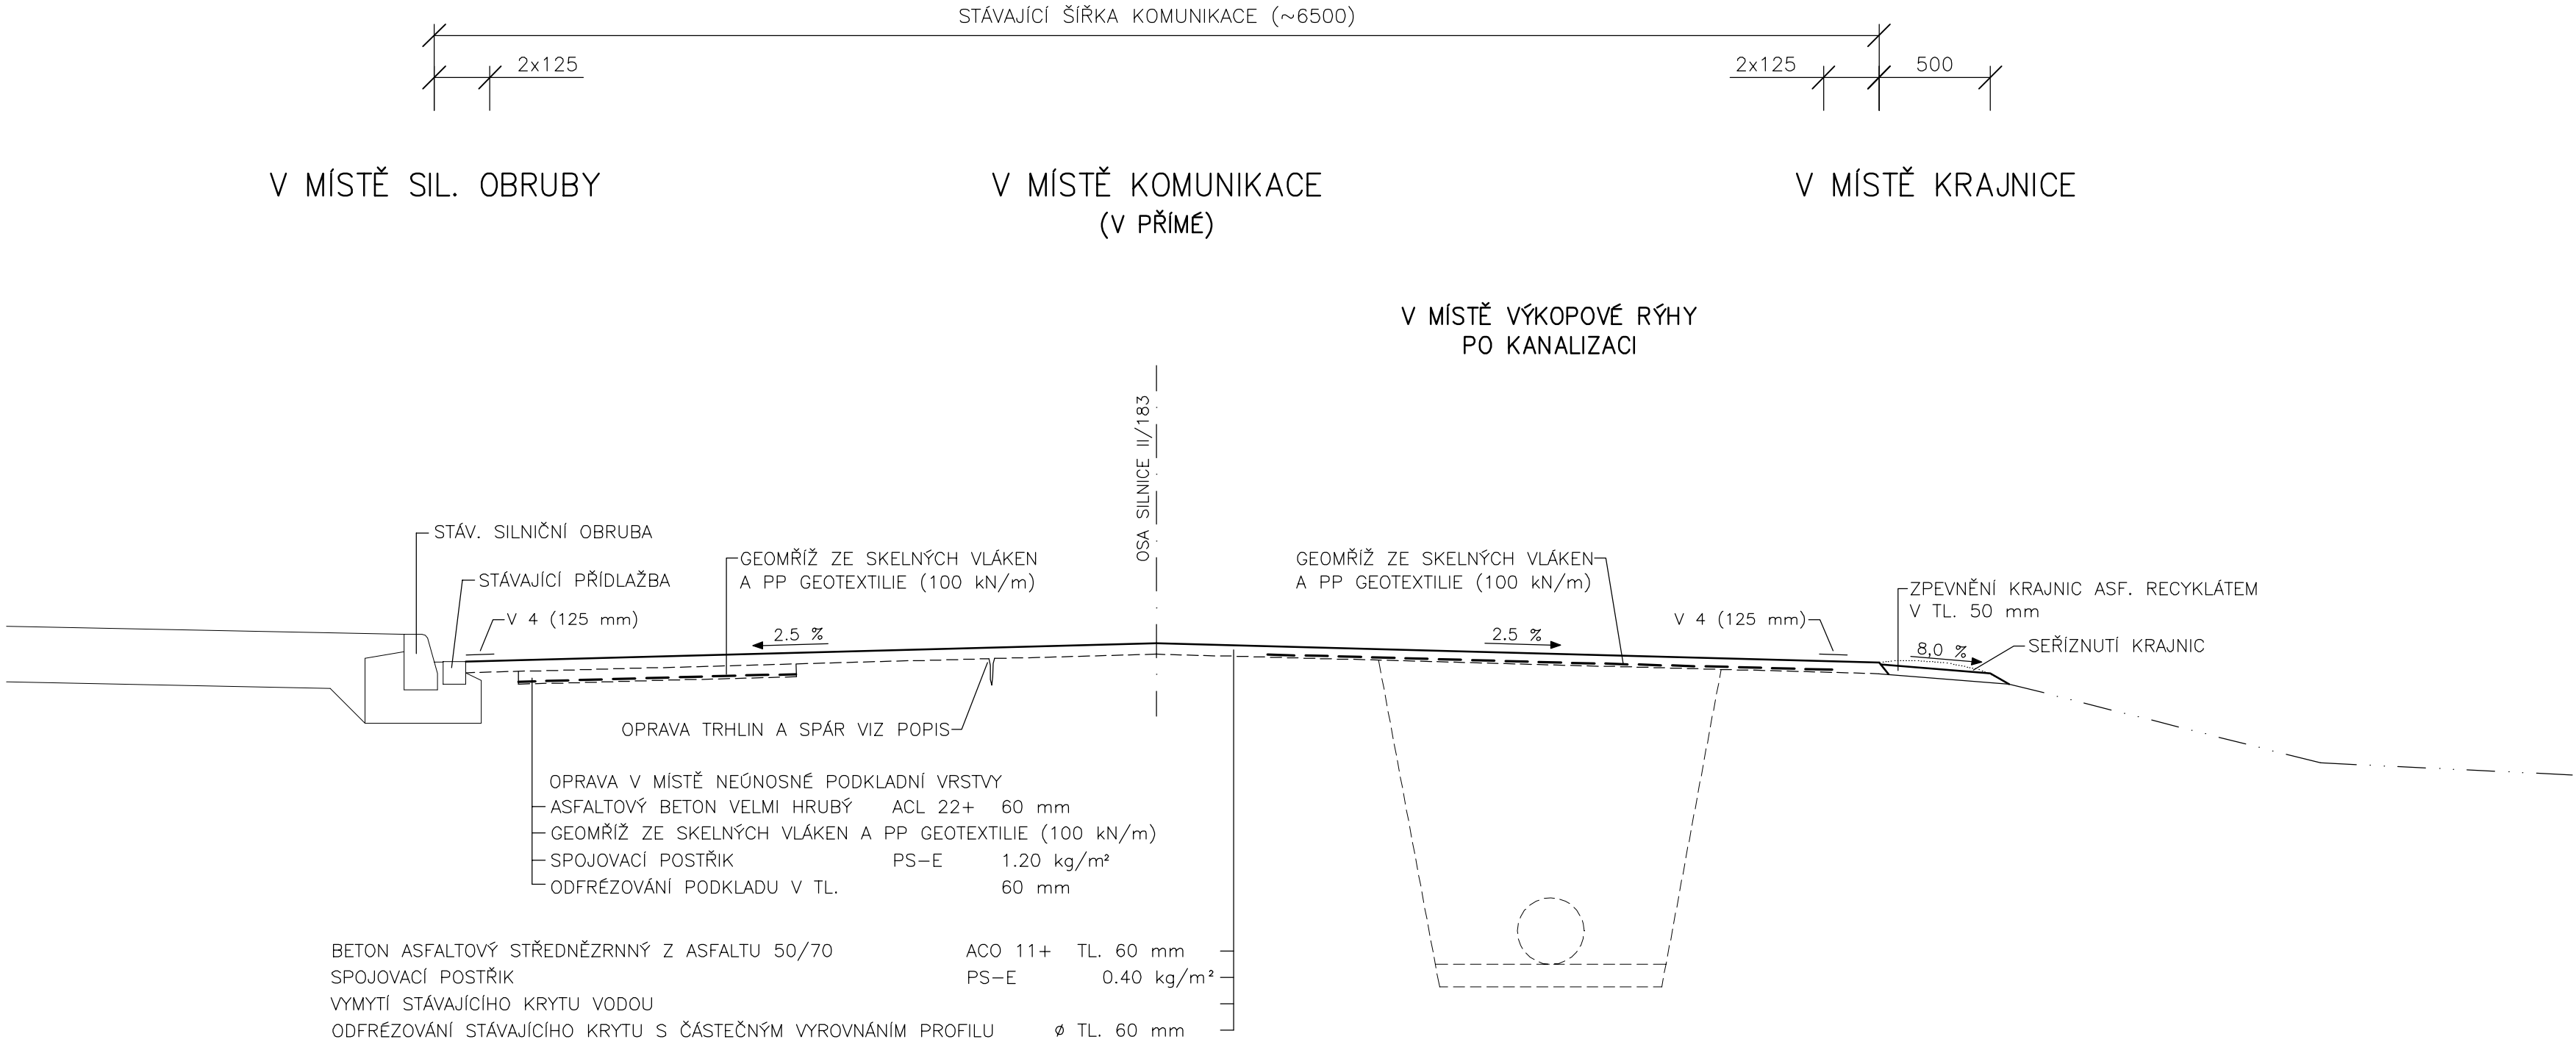 STÁVAJÍCÍ ŠÍŘKA KOMUNIKACE (~6500)
2x125
2x125
500
V MÍSTĚ SIL. OBRUBY
V MÍSTĚ KOMUNIKACE
(V PŘÍMÉ)
V MÍSTĚ KRAJNICE
V MÍSTĚ VÝKOPOVÉ RÝHY
PO KANALIZACI
OSA SILNICE II/183
STÁV. SILNIČNÍ OBRUBA
STÁVAJÍCÍ PŘÍDLAŽBA
V 4 (125 mm)
GEOMŘÍŽ ZE SKELNÝCH VLÁKEN
A PP GEOTEXTILIE (100 kN/m)
2.5 %
GEOMŘÍŽ ZE SKELNÝCH VLÁKEN
A PP GEOTEXTILIE (100 kN/m)
2.5 %
V 4 (125 mm)
ZPEVNĚNÍ KRAJNIC ASF. RECYKLÁTEM
V TL. 50 mm
8,0 %
SEŘÍZNUTÍ KRAJNIC
OPRAVA TRHLIN A SPÁR VIZ POPIS
OPRAVA V MÍSTĚ NEÚNOSNÉ PODKLADNÍ VRSTVY
ASFALTOVÝ BETON VELMI HRUBÝ ACL 22+ 60 mm
GEOMŘÍŽ ZE SKELNÝCH VLÁKEN A PP GEOTEXTILIE (100 kN/m)
SPOJOVACÍ POSTŘIK PS-E 1.20 kg/m²
ODFRÉZOVÁNÍ PODKLADU V TL. 60 mm
BETON ASFALTOVÝ STŘEDNĚZRNNÝ Z ASFALTU 50/70 ACO 11+ TL. 60 mm
SPOJOVACÍ POSTŘIK PS-E 0.40 kg/m²
VYMYTÍ STÁVAJÍCÍHO KRYTU VODOU
ODFRÉZOVÁNÍ STÁVAJÍCÍHO KRYTU S ČÁSTEČNÝM VYROVNÁNÍM PROFILU ø TL. 60 mm